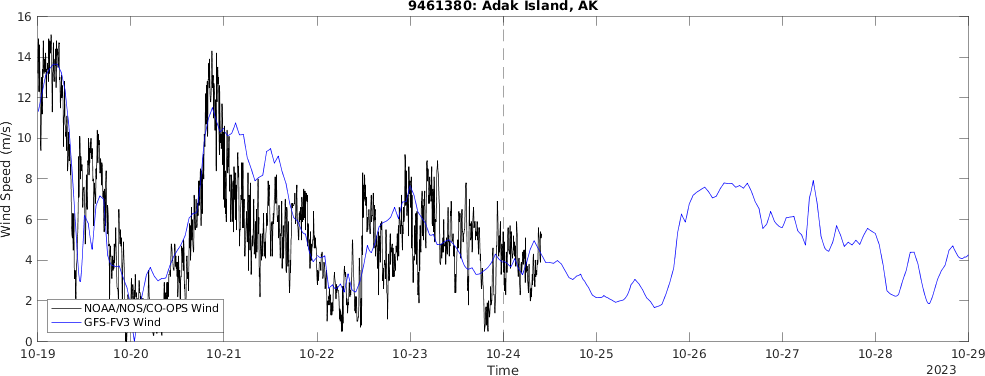 9461380: Adak Island, AK
Wind Speed (m/s)
16
14
12
10
8
6
4
2
0
NOAA/NOS/CO-OPS Wind
GFS-FV3 Wind
10-19 10-20 10-21 10-22 10-23 10-24 10-25 10-26 10-27 10-28 10-29
Time
2023